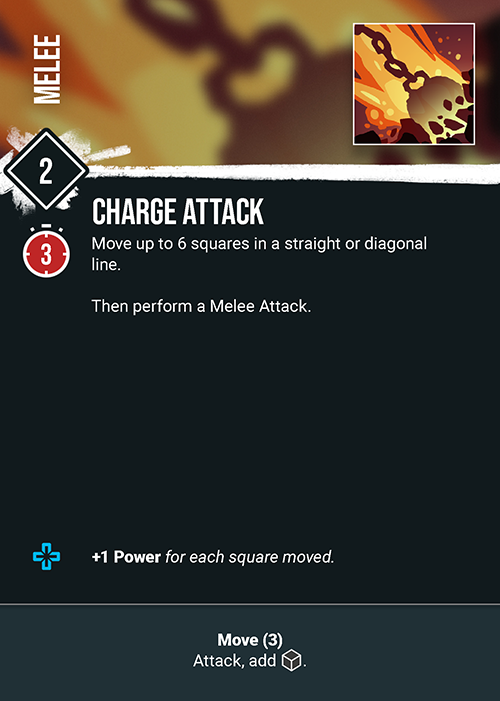 MELEE
2
CHARGE ATTACK
3
Move up to 6 squares in a straight or diagonal
line.
Then perform a Melee Attack.
+1 Power for each square moved.
Move (3)
Attack, add .